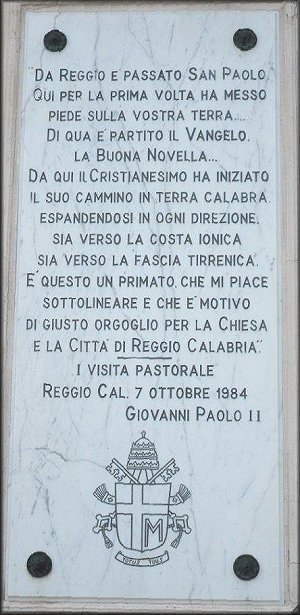 "DA REGGIO E PASSATO SAN PAOLO.
QUI PER LA PRIMA VOLTA HA MESSO
PIEDE SULLA VOSTRA TERRA....
DI QUA E' PARTITO IL VANGELO.
LA BUONA NOVELLA...
DA QUI IL CRISTIANESIMO HA INIZIATO
IL SUO CAMMINO IN TERRA CALABRA.
ESPANDENDOSI IN OGNI DIREZIONE.
SIA VERSO LA COSTA IONICA
SIA VERSO LA FASCIA TIRRENICA.
E' QUESTO UN PRIMATO. CHE MI PIACE
SOTTOLINEARE E CHE E' MOTIVO
DI GIUSTO ORGOGLIO PER LA CHIESA
E LA CITTA' DI REGGIO CALABRIA".
I VISITA PASTORALE
REGGIO CAL. 7 OTTOBRE 1984
GIOVANNI PAOLO II
M
TOTUS TUUS